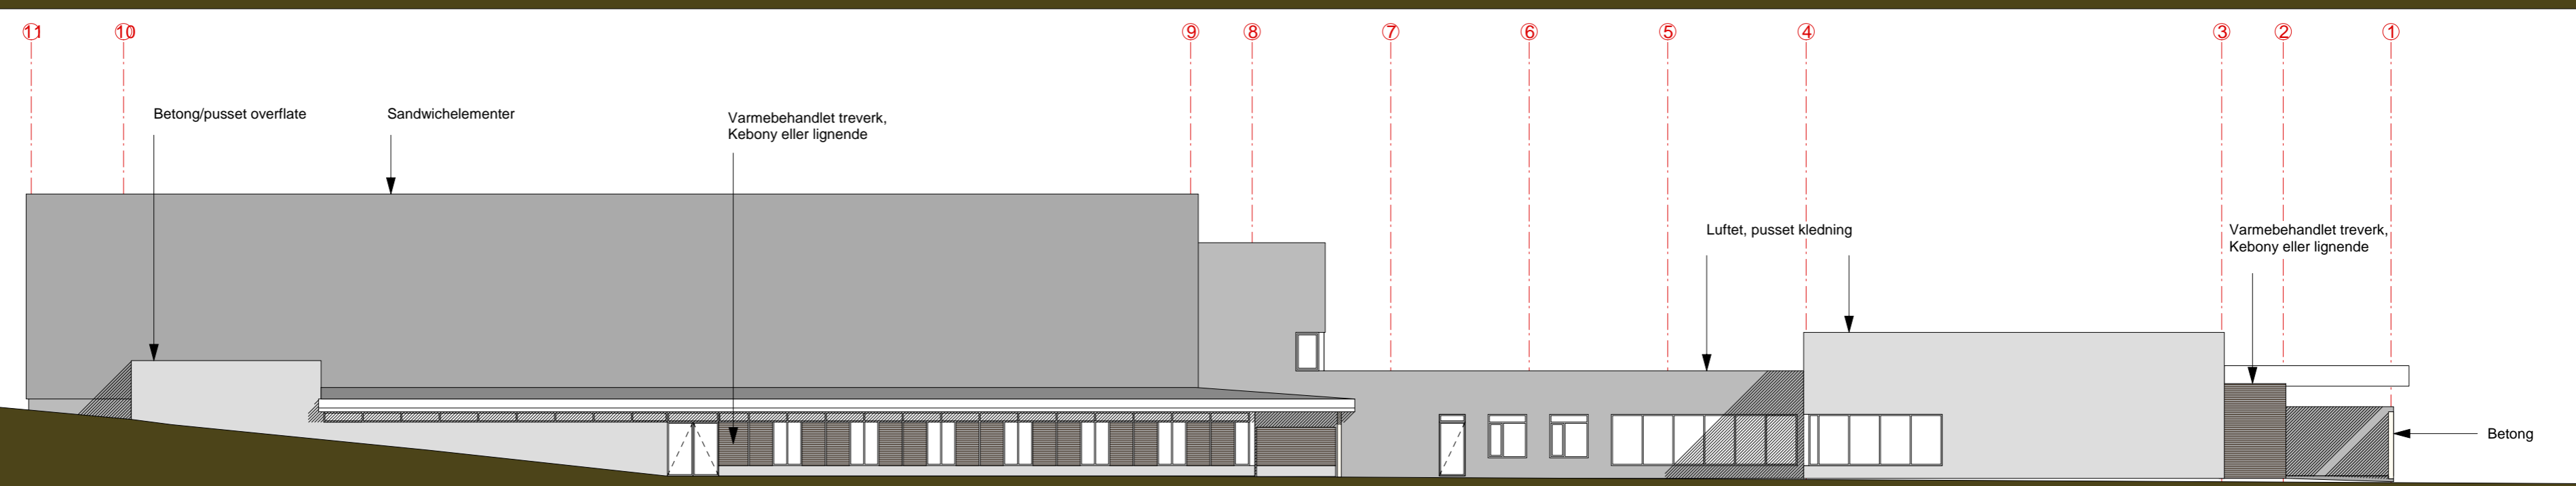 11 10 9 8 7 6 5 4 3 2 1
Betong/pusset overflate
Sandwichelementer
Varmebehandlet treverk,
Kebony eller lignende
Luftet, pusset kledning
Varmebehandlet treverk,
Kebony eller lignende
Betong